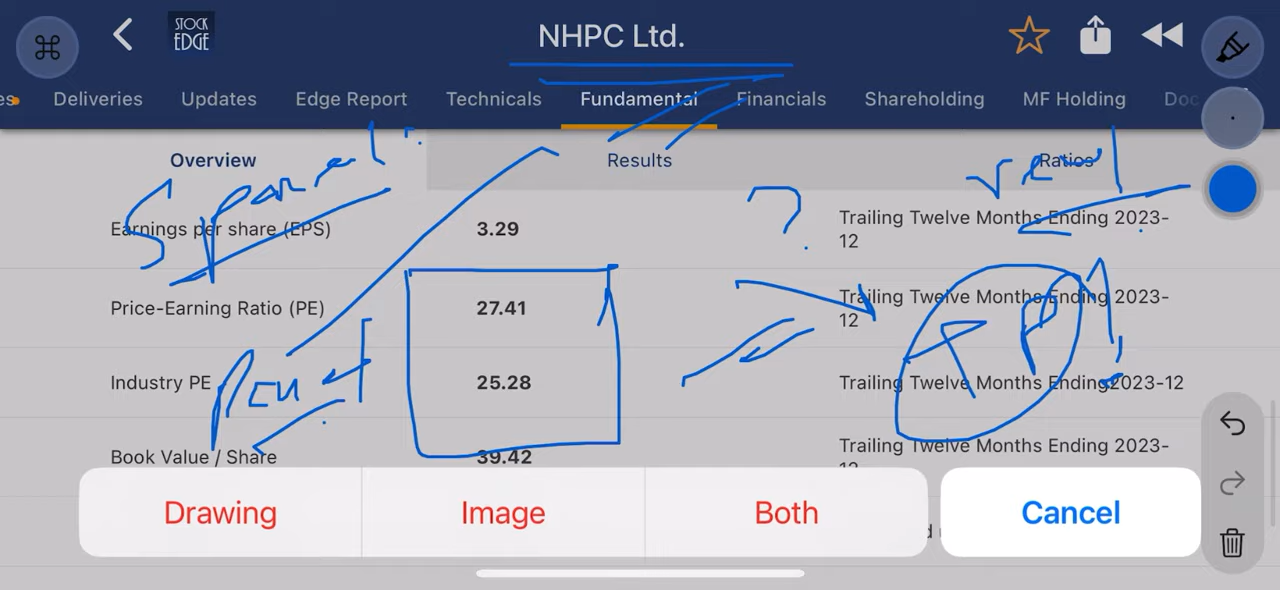 STOCK
EDGE
NHPC Ltd.
Deliveries Updates Edge Report Technicals Fundamental Financials Shareholding MF Holding
Overview Results Ratios
Earnings per share (EPS) 3.29 Trailing Twelve Months Ending 2023-
12
Price-Earning Ratio (PE) 27.41 Trailing Twelve Months Ending 2023-
12
Industry PE 25.28 Trailing Twelve Months Ending 2023-12
Book Value / Share 39.42 Trailing Twelve Months Ending 2023-
12
Drawing Image Both Cancel